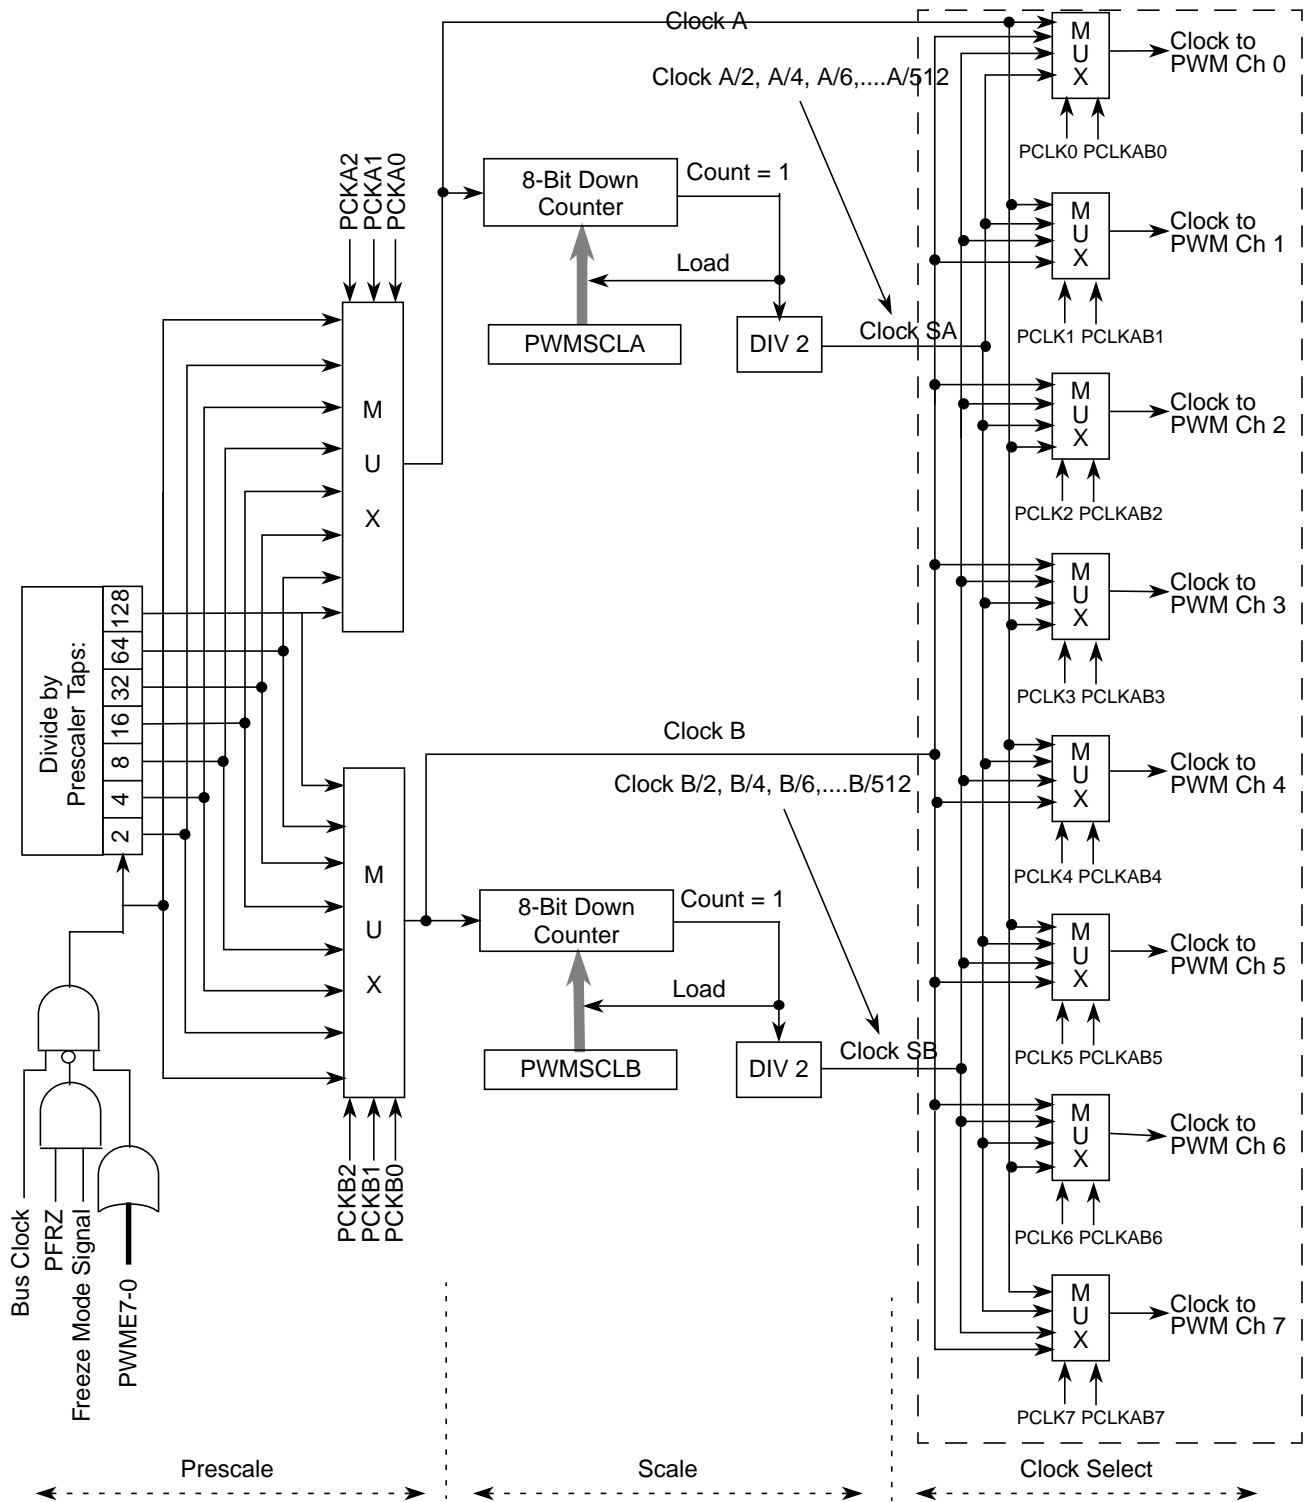 Clock A
Clock A/2, A/4, A/6,....A/512
M
U
X
Clock to
PWM Ch 0
PCLK0 PCLKAB0
PCKA2
PCKA1
PCKA0
8-Bit Down
Counter
Count = 1
Load
PWMSCLA
DIV 2
Clock SA
M
U
X
Clock to
PWM Ch 1
PCLK1 PCLKAB1
M
U
X
M
U
X
Clock to
PWM Ch 2
PCLK2 PCLKAB2
M
U
X
Clock to
PWM Ch 3
PCLK3 PCLKAB3
Divide by
Prescaler Taps:
128
64
32
16
8
4
2
Clock B
Clock B/2, B/4, B/6,....B/512
M
U
X
Clock to
PWM Ch 4
PCLK4 PCLKAB4
M
U
X
8-Bit Down
Counter
Count = 1
Load
PWMSCLB
DIV 2
Clock SB
M
U
X
Clock to
PWM Ch 5
PCLK5 PCLKAB5
PCKB2
PCKB1
PCKB0
M
U
X
Clock to
PWM Ch 6
PCLK6 PCLKAB6
Bus Clock
PFRZ
Freeze Mode Signal
PWME7-0
M
U
X
Clock to
PWM Ch 7
PCLK7 PCLKAB7
Prescale
Scale
Clock Select